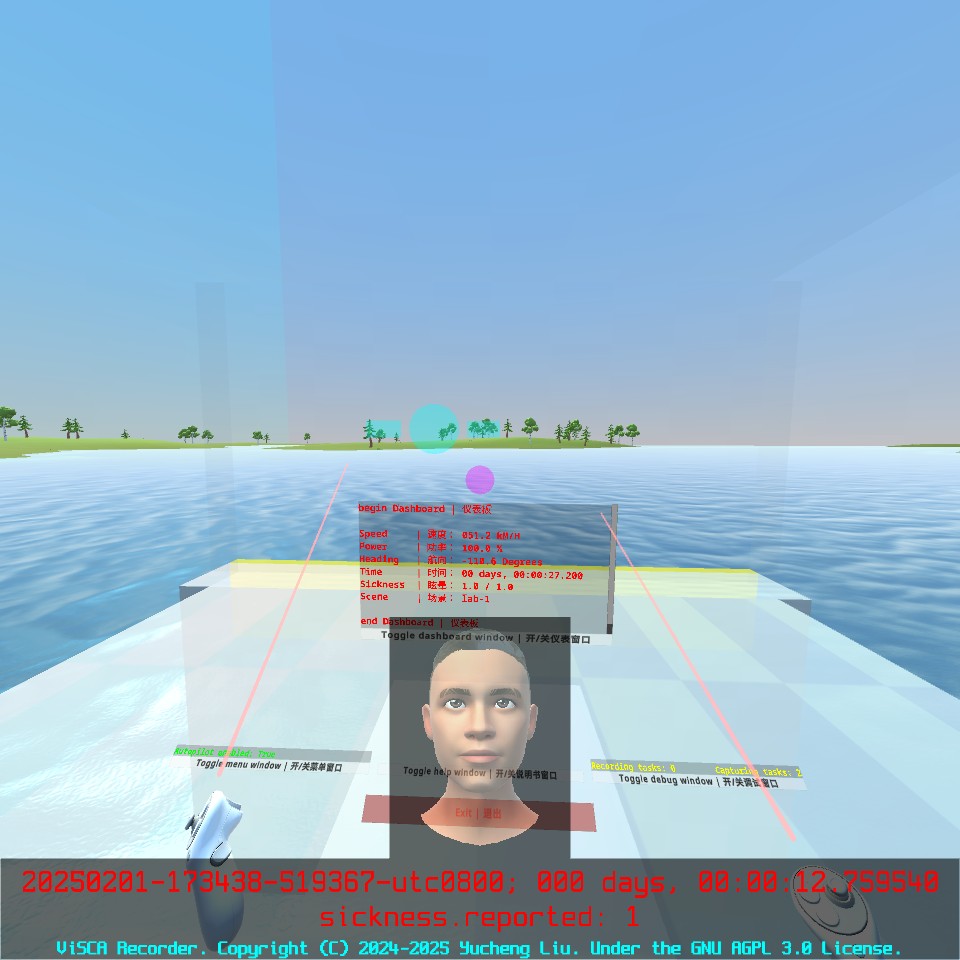 begin Dashboard | 仪表板
Speed | 速度: 051.2 kM/H
Power | 功率: 100.0 %
Heading | 航向: -110.6 Degrees
Time | 时间: 00 days, 00:00:27.200
Sickness | 眩晕: 1.0 / 1.0
Scene | 场景: lab-1
end Dashboard | 仪表板
Toggle dashboard window | 开/关仪表窗口
Autopilot enabled: True
Toggle menu window | 开/关菜单窗口
Toggle help window | 开/关说明书窗口
Recording tasks: 0 Capturing tasks: 2
Toggle debug window | 开/关调试窗口
Exit | 退出
20250201-173438-519367-utc0800; 000 days, 00:00:12.759540
sickness.reported: 1
ViSCA Recorder. Copyright (C) 2024-2025 Yucheng Liu. Under the GNU AGPL 3.0 License.